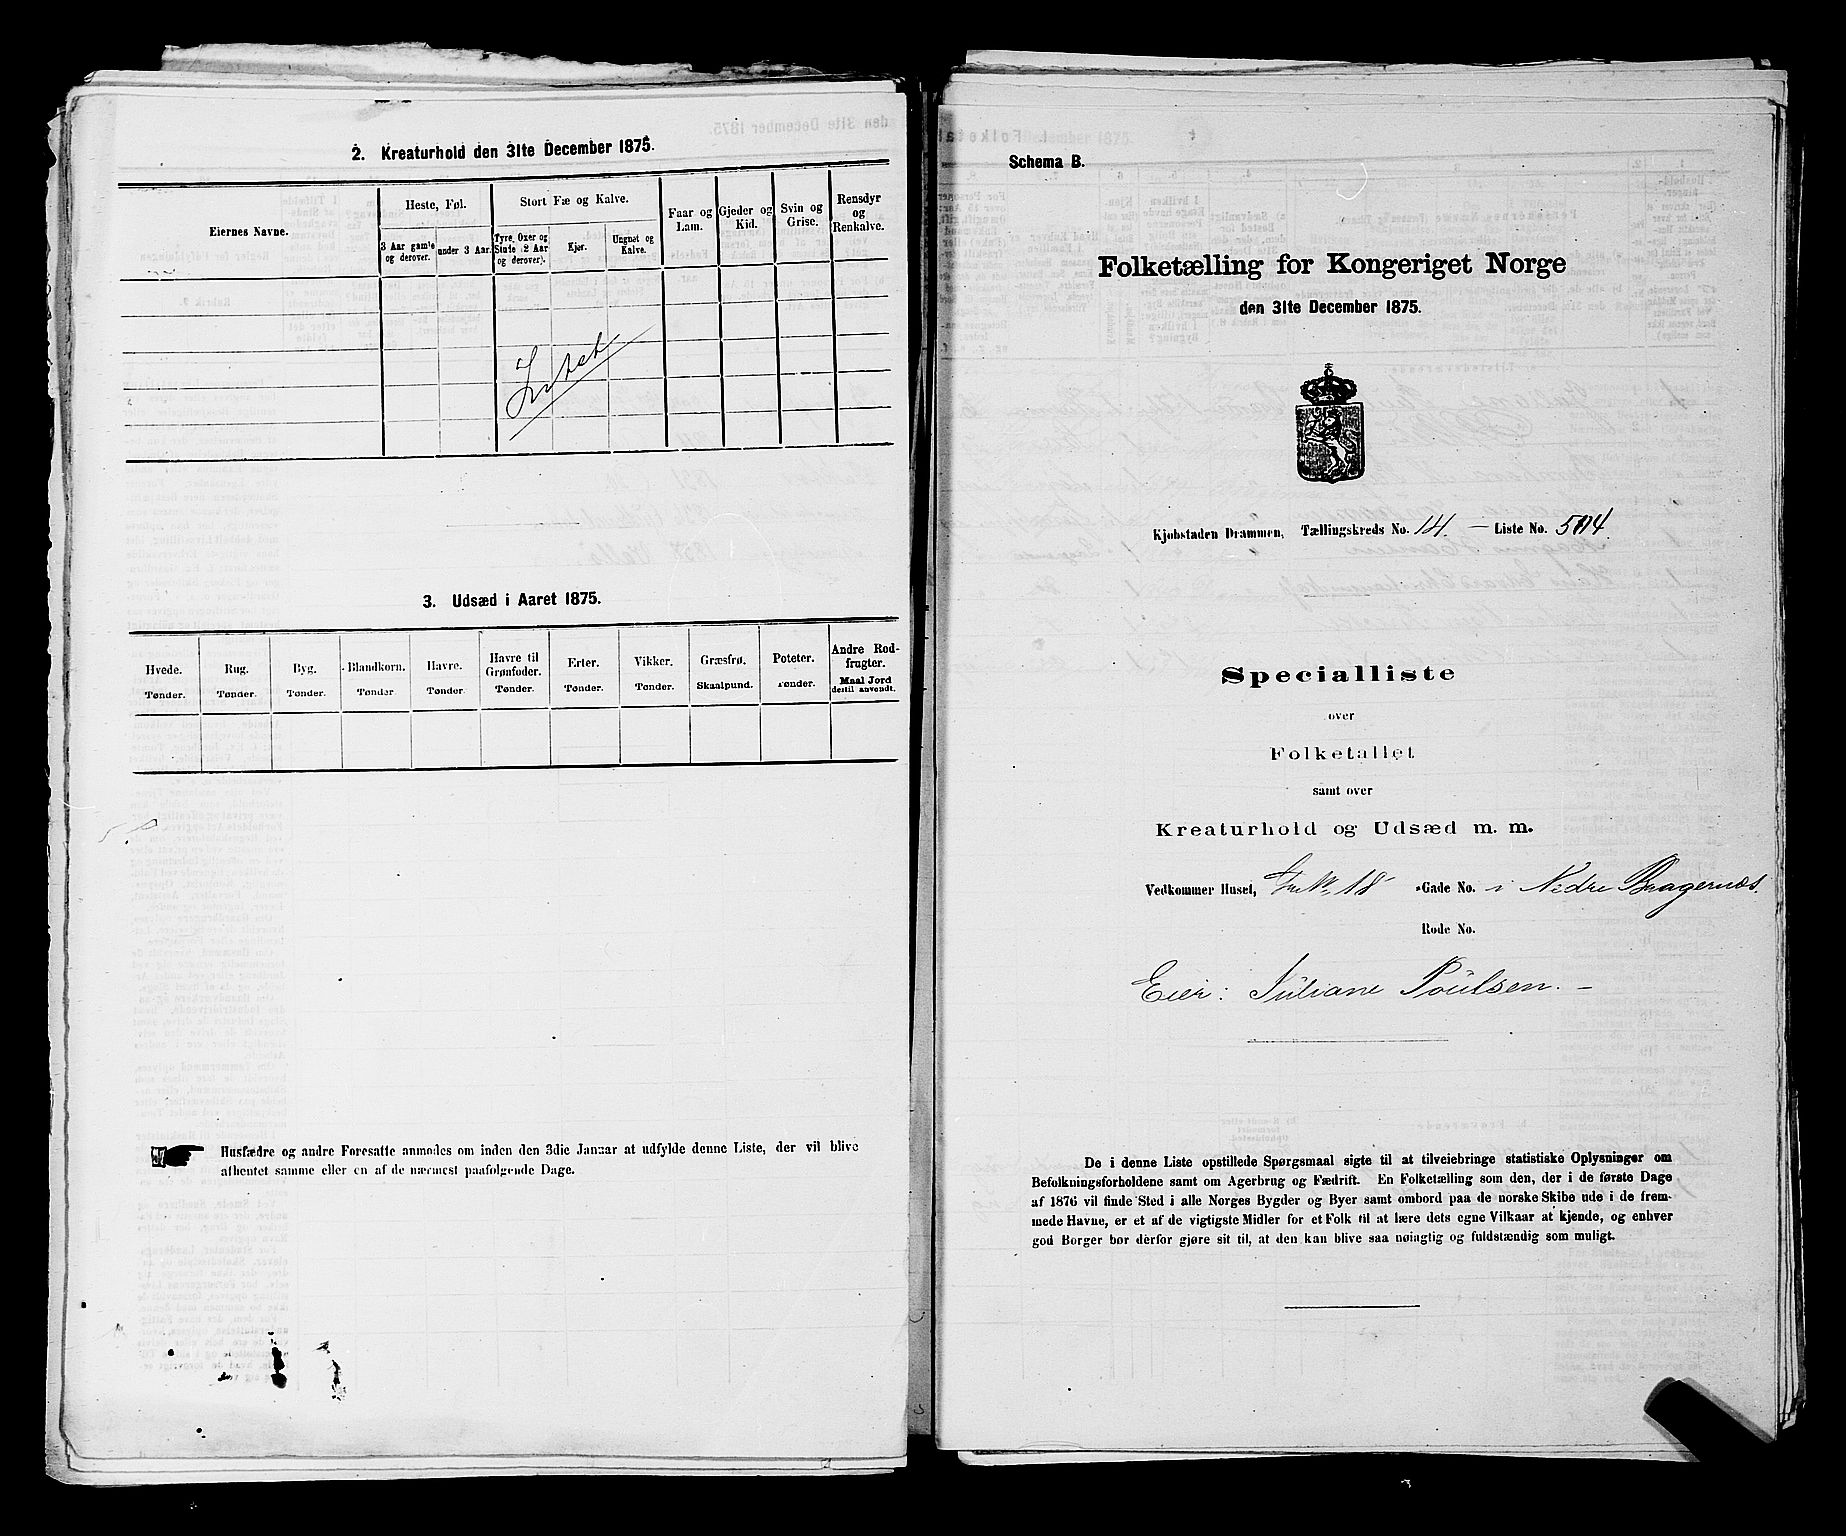 2. Kreaturhold den 31te December 1875.
Eiernes Navne.
Heste, Føl.
3 Aar gamle og derover.
under 3 Aar.
Stort Fæ og Kalve.
Tyre, Oxer og Stude (2 Aar og derover).
Kjør.
Ungnøt og Kalve.
Faar og Lam.
Gjeder og Kid.
Svin og Grise.
Rensdyr og Renkalve.
Intet
3. Udsæd i Aaret 1875.
Hvede. Tønder.
Rug. Tønder.
Byg. Tønder.
Blandkorn. Tønder
Havre. Tønder.
Havre til Grønfoder. Tønder.
Erter. Tønder.
Vikker. Tønder.
Græsfrø. Skaalpund.
Poteter. Tønder.
Andre Rodfrugter. Maal Jord dertil anvendt.
Husfædre og andre Foresatte anmodes om inden den 3die Januar at udfylde denne Liste, der vil blive
afhentet samme eller en af de nærmest paafølgende Dage.
Schema B.
Folketælling for Kongeriget Norge
den 31te December 1875.
Kjøbstaden Drammen, Tællingskreds No. 14. — Liste No. 504.
Specialliste
over
Folketallet
samt over
Kreaturhold og Udsæd m. m.
Vedkommer Huset, No 18 Gade No. i Nedre Bragernæs.
Rode No.
Eier: Juliane Poulsen. —
De i denne Liste opstillede Spørgsmaal sigte til at tilveiebringe statistiske Oplysninger om
Befolkningsforholdene samt om Agerbrug og Fædrift. En Folketælling som den, der i de første Dage
af 1876 vil finde Sted i alle Norges Bygder og Byer samt ombord paa de norske Skibe ude i de frem-
mede Havne, er et af de vigtigste Midler for et Folk til at lære dets egne Vilkaar at kjende, og enhver
god Borger bør derfor gjøre sit til, at den kan blive saa nøiagtig og fuldstændig som muligt.